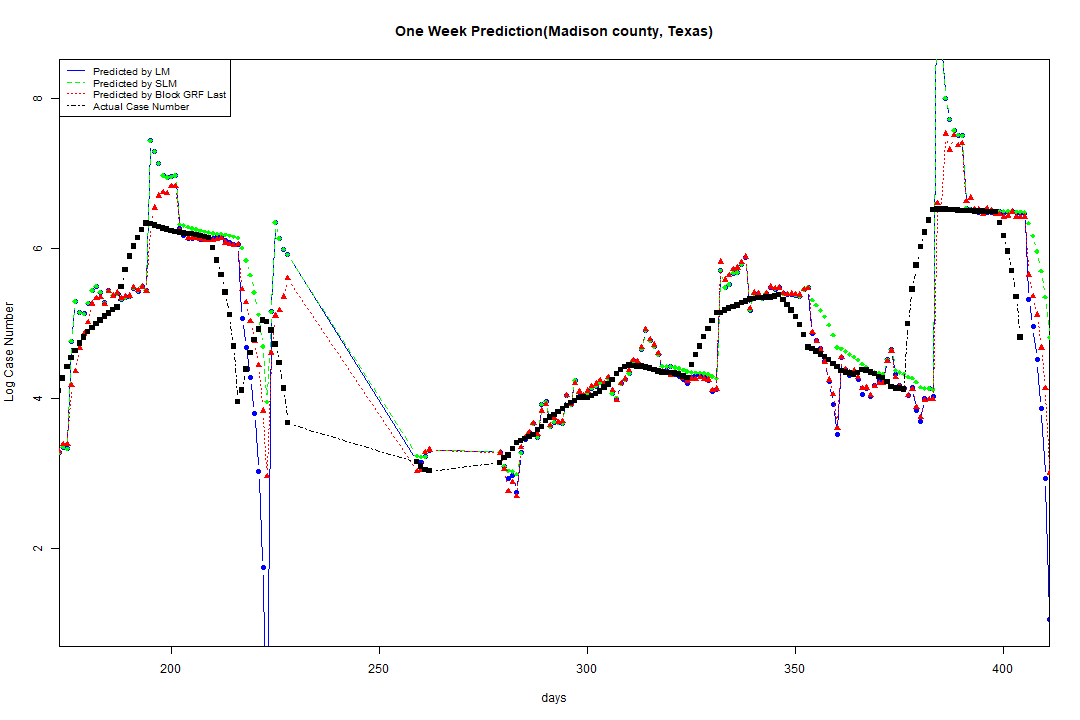 One Week Prediction(Madison county, Texas)
Predicted by LM
Predicted by SLM
Predicted by Block GRF Last
Actual Case Number
8
6
4
2
Log Case Number
200
250
300
350
400
days